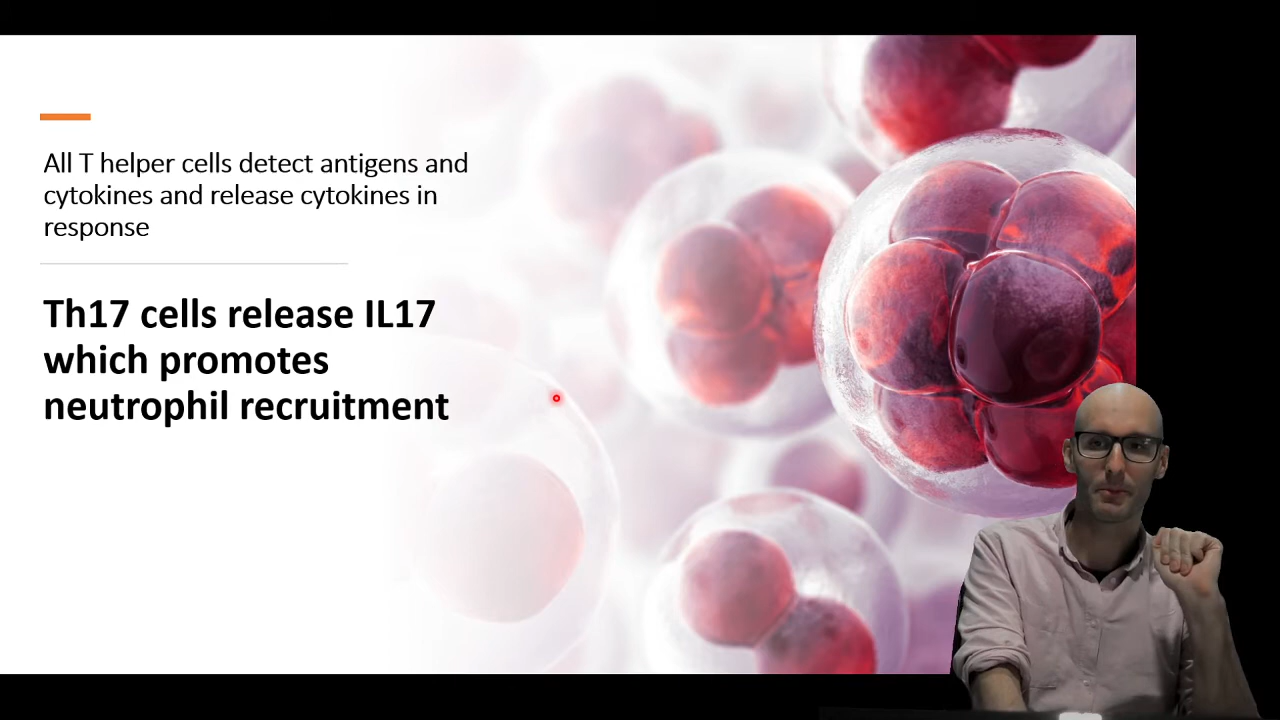 All T helper cells detect antigens and
cytokines and release cytokines in
response
Th17 cells release IL17
which promotes
neutrophil recruitment